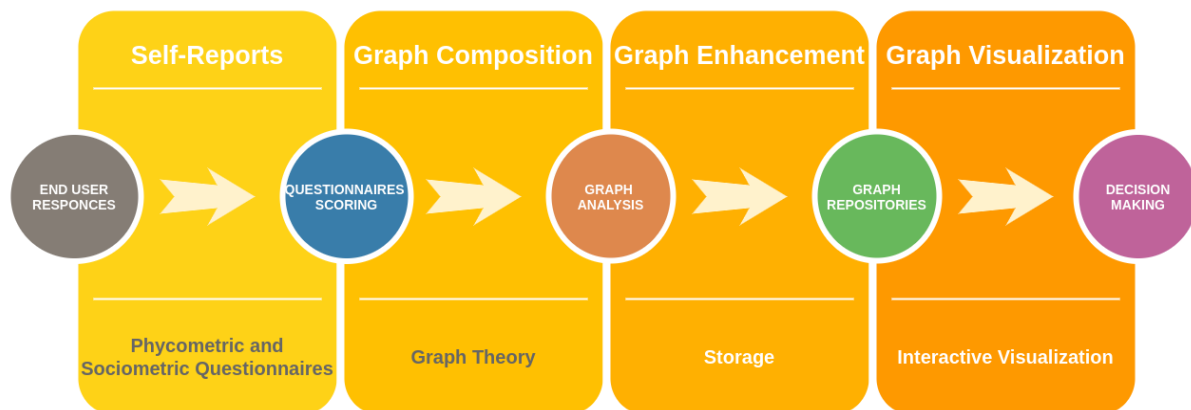 Self-Reports
Graph Composition
Graph Enhancement
Graph Visualization
END USER
RESPONCES
QUESTIONNAIRES
SCORING
GRAPH
ANALYSIS
GRAPH
REPOSITORIES
DECISION
MAKING
Phycometric and
Sociometric Questionnaires
Graph Theory
Storage
Interactive Visualization